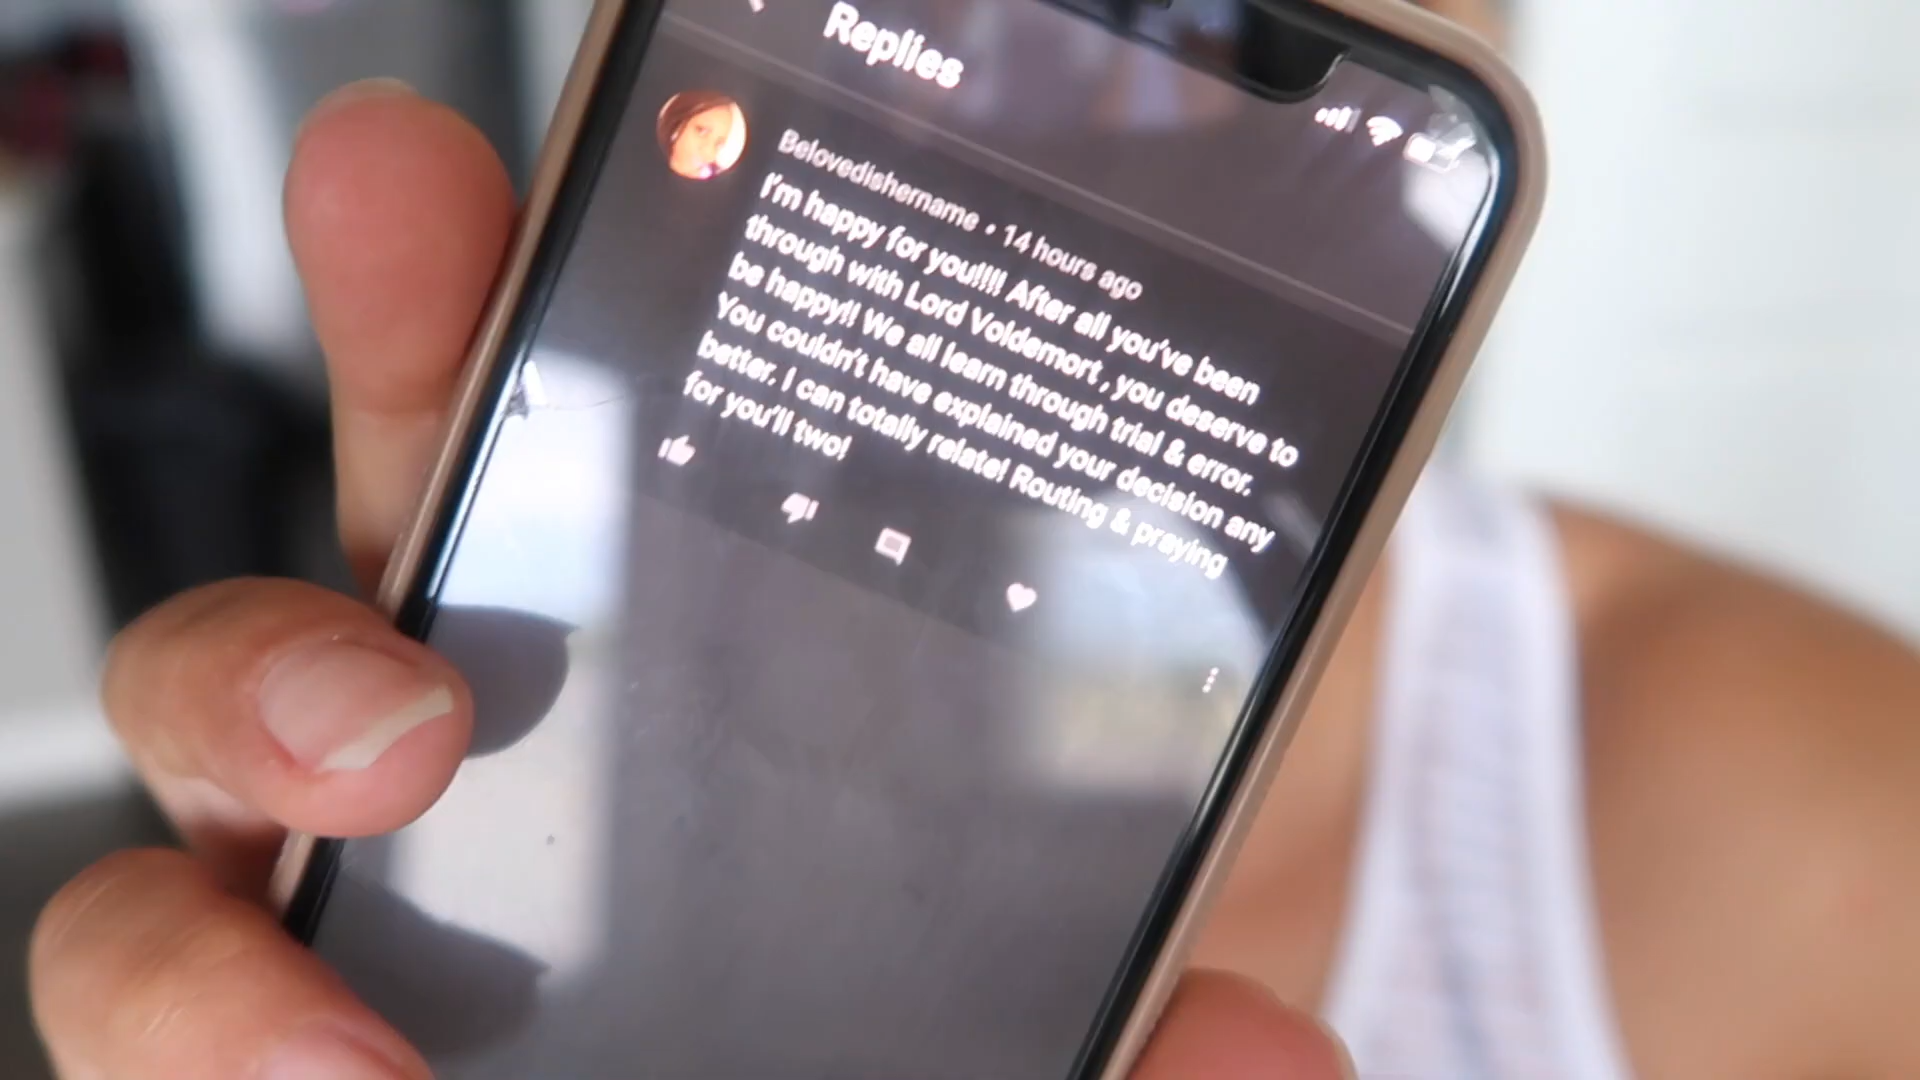 Replies
Belovedishername • 14 hours ago
I'm happy for you!!!! After all you've been
through with Lord Voldemort , you deserve to
be happy!! We all learn through trial & error.
You couldn't have explained your decision any
better. I can totally relate! Routing & praying
for you'll two!